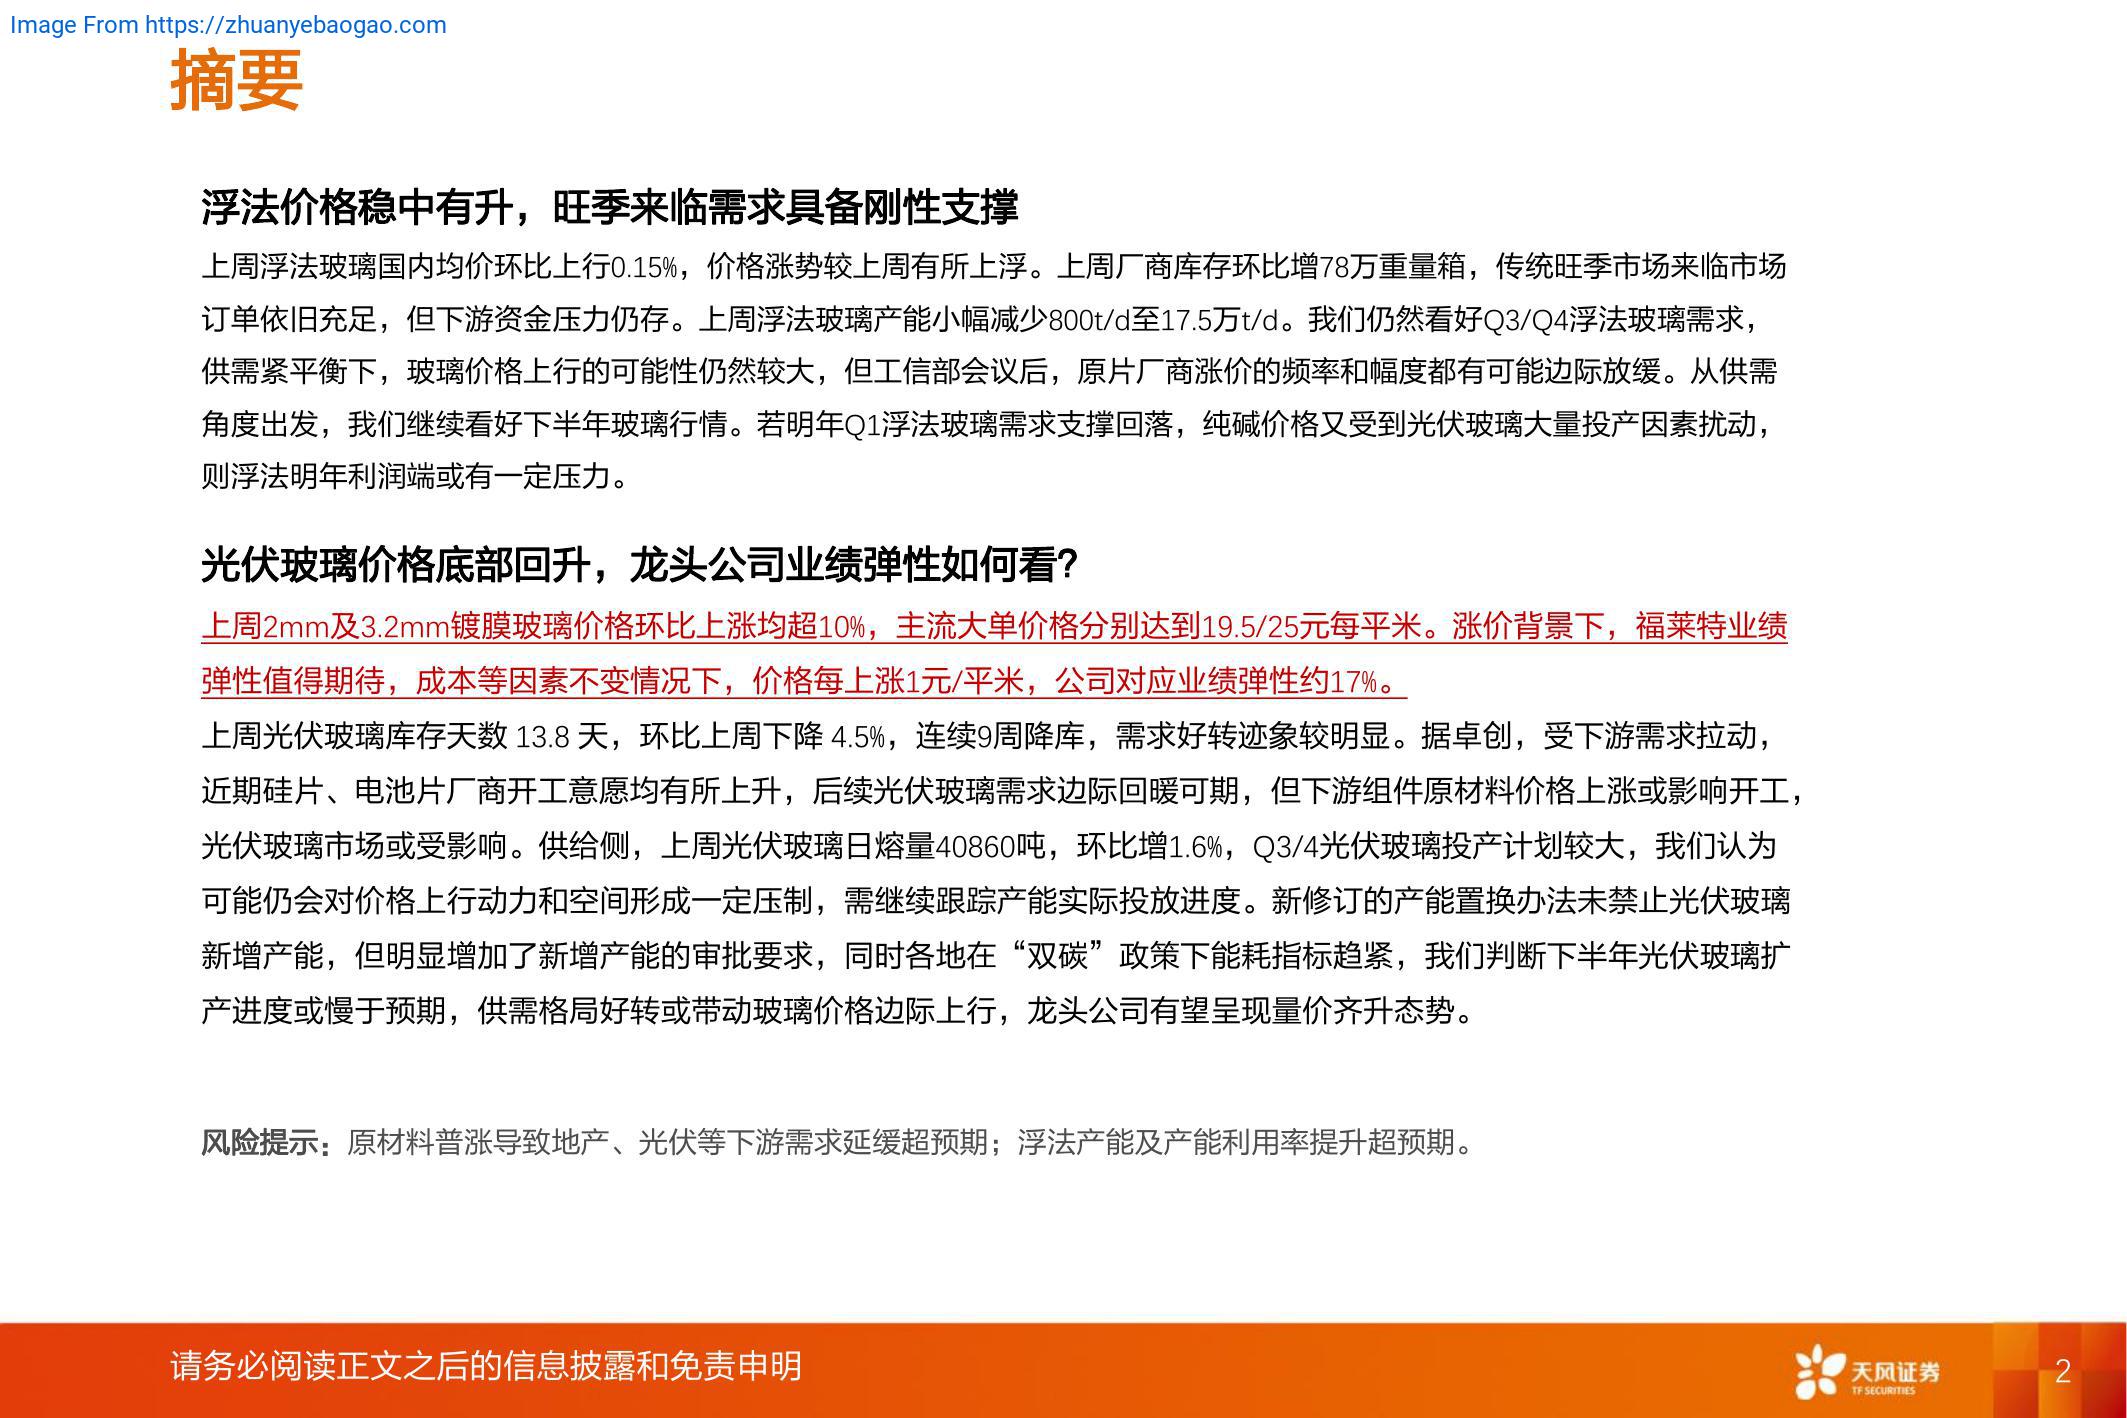 Image From https://zhuanyebaogao.com
摘要
浮法价格稳中有升，旺季来临需求具备刚性支撑
上周浮法玻璃国内均价环比上行0.15%，价格涨势较上周有所上浮。上周厂商库存环比增78万重量箱，传统旺季市场来临市场
订单依旧充足，但下游资金压力仍存。上周浮法玻璃产能小幅减少800t/d至17.5万t/d。我们仍然看好Q3/Q4浮法玻璃需求，
供需紧平衡下，玻璃价格上行的可能性仍然较大，但工信部会议后，原片厂商涨价的频率和幅度都有可能边际放缓。从供需
角度出发，我们继续看好下半年玻璃行情。若明年Q1浮法玻璃需求支撑回落，纯碱价格又受到光伏玻璃大量投产因素扰动，
则浮法明年利润端或有一定压力。
光伏玻璃价格底部回升，龙头公司业绩弹性如何看？
上周2mm及3.2mm镀膜玻璃价格环比上涨均超10%，主流大单价格分别达到19.5/25元每平米。涨价背景下，福莱特业绩
弹性值得期待，成本等因素不变情况下，价格每上涨1元/平米，公司对应业绩弹性约17%。
上周光伏玻璃库存天数 13.8 天，环比上周下降 4.5%，连续9周降库，需求好转迹象较明显。据卓创，受下游需求拉动，
近期硅片、电池片厂商开工意愿均有所上升，后续光伏玻璃需求边际回暖可期，但下游组件原材料价格上涨或影响开工，
光伏玻璃市场或受影响。供给侧，上周光伏玻璃日熔量40860吨，环比增1.6%，Q3/4光伏玻璃投产计划较大，我们认为
可能仍会对价格上行动力和空间形成一定压制，需继续跟踪产能实际投放进度。新修订的产能置换办法未禁止光伏玻璃
新增产能，但明显增加了新增产能的审批要求，同时各地在“双碳”政策下能耗指标趋紧，我们判断下半年光伏玻璃扩
产进度或慢于预期，供需格局好转或带动玻璃价格边际上行，龙头公司有望呈现量价齐升态势。
风险提示：原材料普涨导致地产、光伏等下游需求延缓超预期；浮法产能及产能利用率提升超预期。
请务必阅读正文之后的信息披露和免责申明
天风证券
TF SECURITIES
2